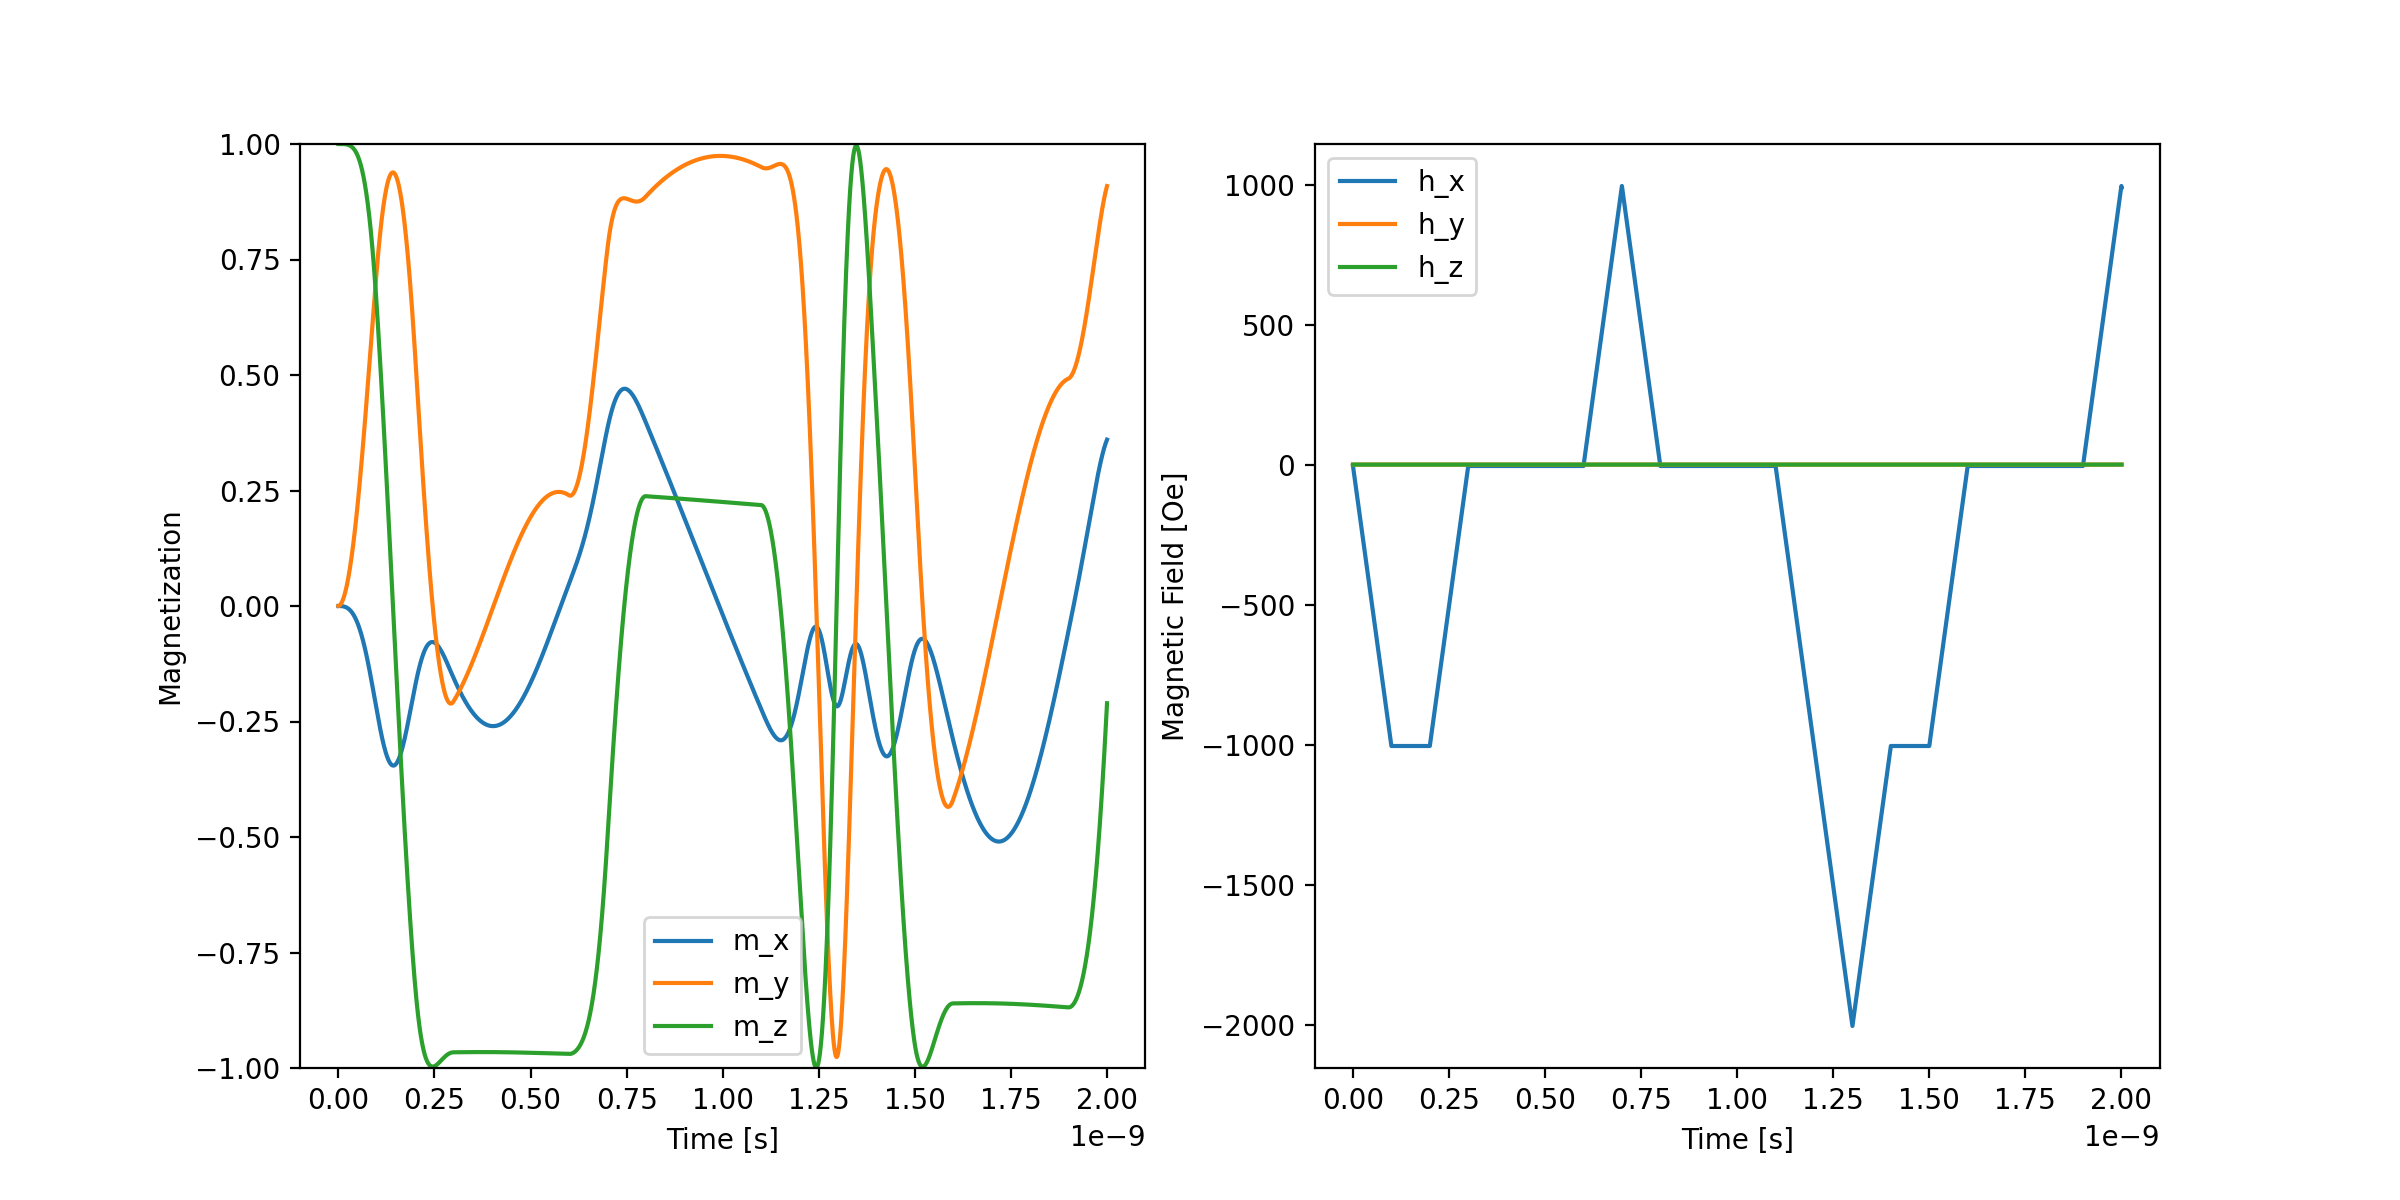 1.00
0.75
0.50
0.25
0.00
−0.25
−0.50
−0.75
−1.00
Magnetization
m_x
m_y
m_z
0.00 0.25 0.50 0.75 1.00 1.25 1.50 1.75 2.00
Time [s]
1e−9
1000
500
0
−500
−1000
−1500
−2000
Magnetic Field [Oe]
h_x
h_y
h_z
0.00 0.25 0.50 0.75 1.00 1.25 1.50 1.75 2.00
Time [s]
1e−9